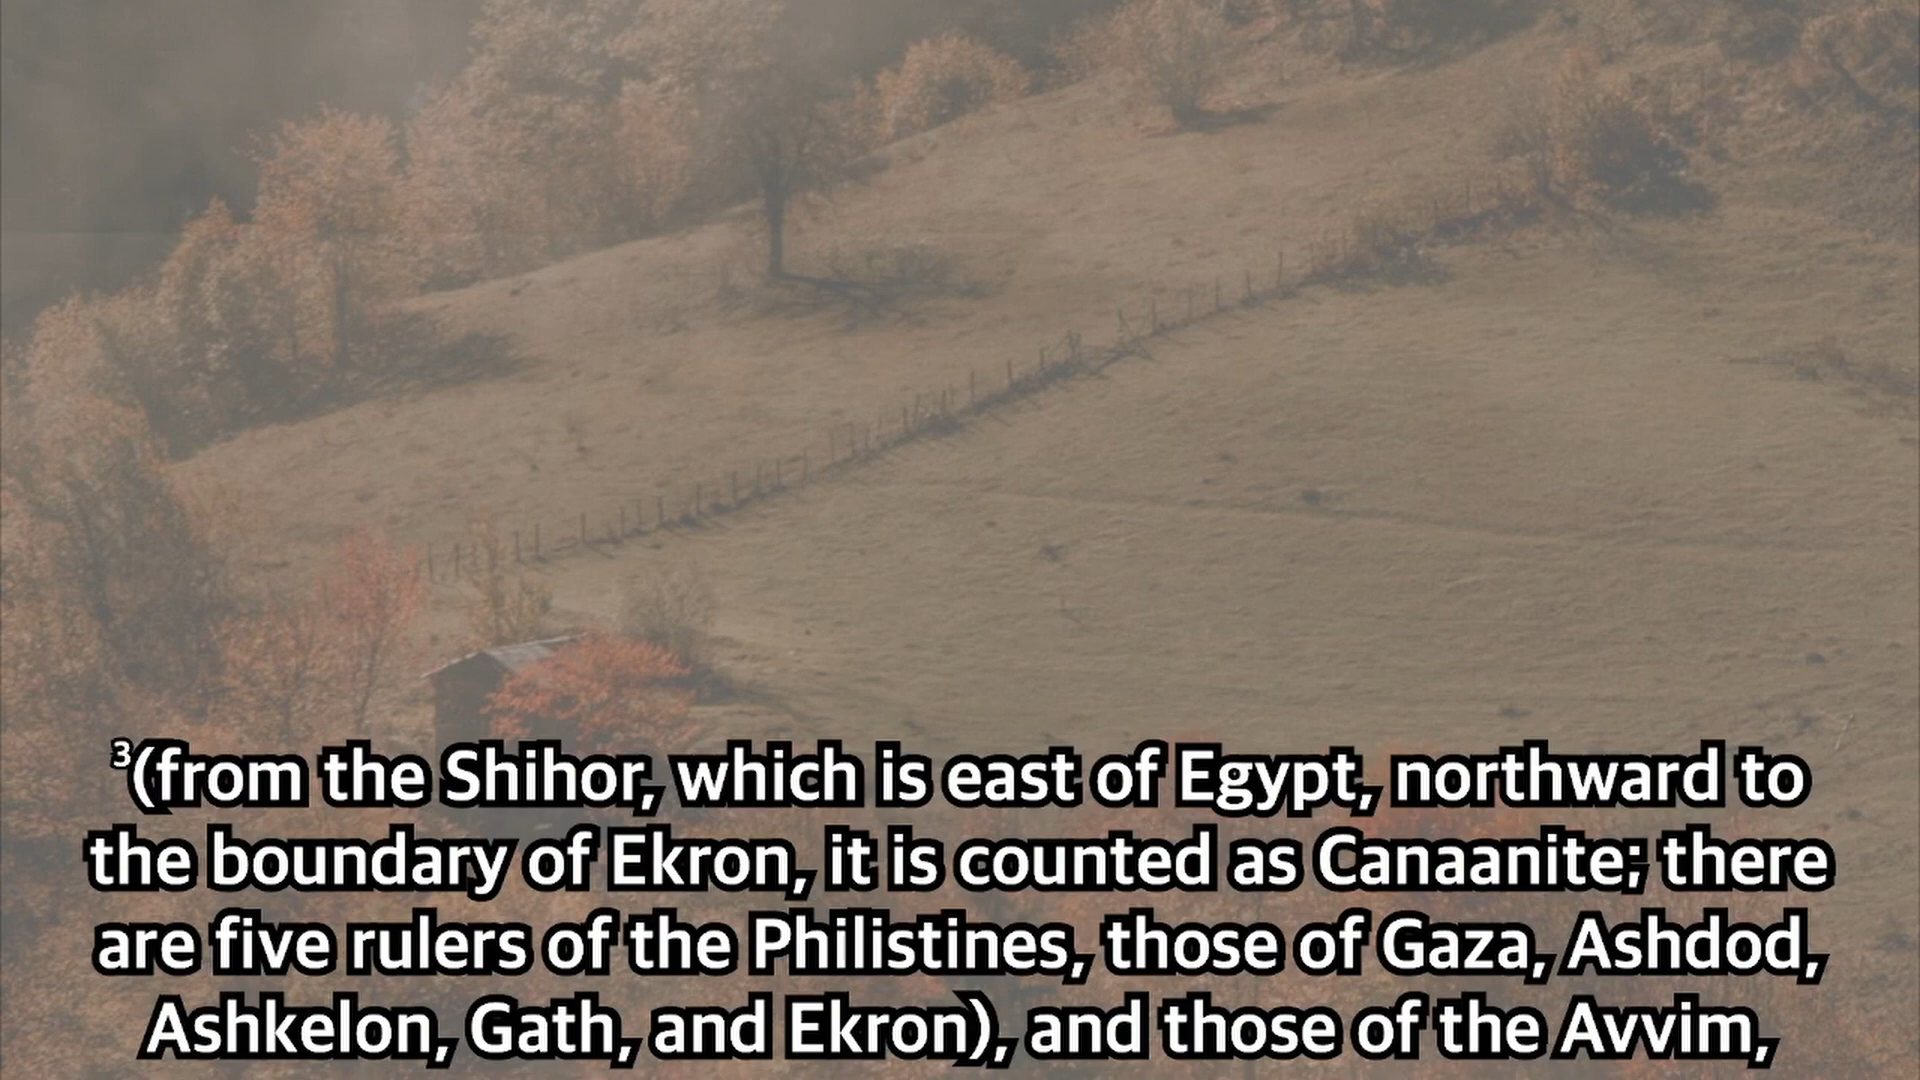 ³(from the Shihor, which is east of Egypt, northward to
the boundary of Ekron, it is counted as Canaanite; there
are five rulers of the Philistines, those of Gaza, Ashdod,
Ashkelon, Gath, and Ekron), and those of the Avvim,